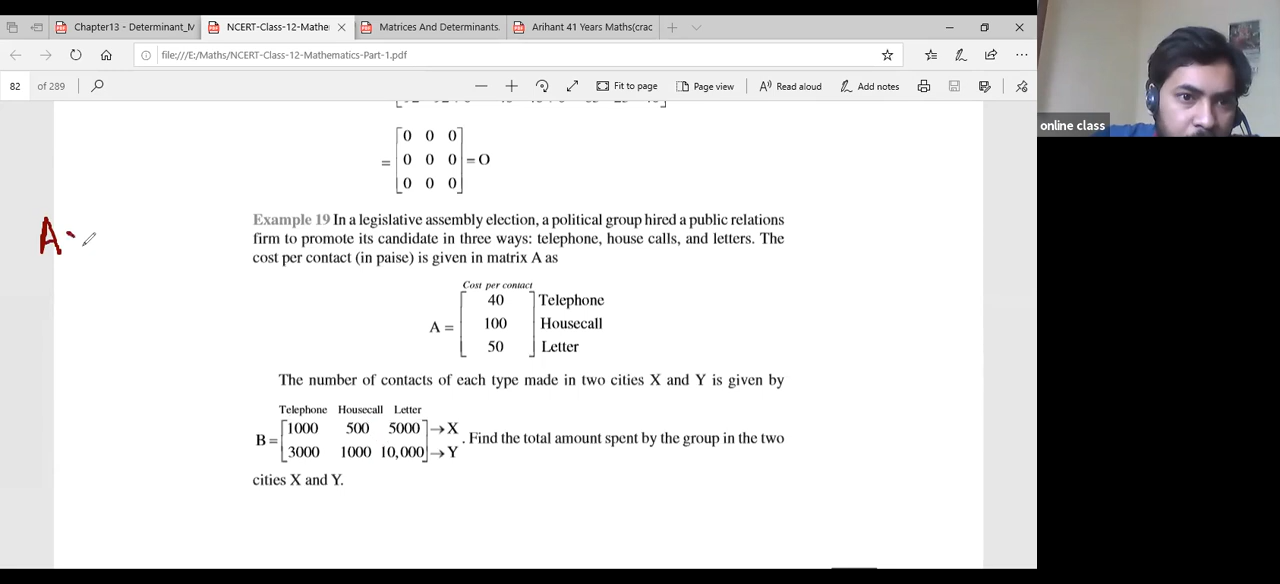 Chapter13 - Determinant_M
NCERT-Class-12-Mathe
Matrices And Determinants.
Arihant 41 Years Maths(crac
file:///E:/Maths/NCERT-Class-12-Mathematics-Part-1.pdf
82 of 289
Fit to page
Page view
Read aloud
Add notes
online class
0 0 0
= 0 0 0 = O
0 0 0
A
Example 19 In a legislative assembly election, a political group hired a public relations
firm to promote its candidate in three ways: telephone, house calls, and letters. The
cost per contact (in paise) is given in matrix A as
Cost per contact
40 Telephone
A = 100 Housecall
50 Letter
The number of contacts of each type made in two cities X and Y is given by
Telephone Housecall Letter
1000 500 5000 →X
B = . Find the total amount spent by the group in the two
3000 1000 10,000 →Y
cities X and Y.